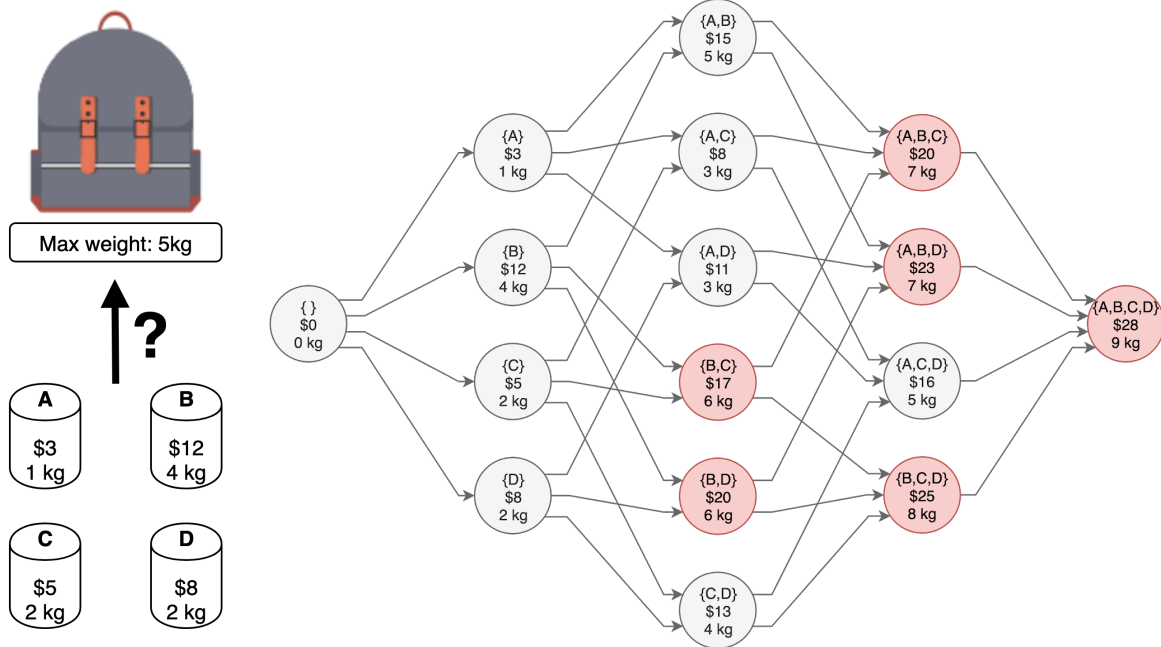 Max weight: 5kg
?
A
$3
1 kg
B
$12
4 kg
C
$5
2 kg
D
$8
2 kg
{ }
$0
0 kg
{A}
$3
1 kg
{B}
$12
4 kg
{C}
$5
2 kg
{D}
$8
2 kg
{A,B}
$15
5 kg
{A,C}
$8
3 kg
{A,D}
$11
3 kg
{B,C}
$17
6 kg
{B,D}
$20
6 kg
{C,D}
$13
4 kg
{A,B,C}
$20
7 kg
{A,B,D}
$23
7 kg
{A,C,D}
$16
5 kg
{B,C,D}
$25
8 kg
{A,B,C,D}
$28
9 kg